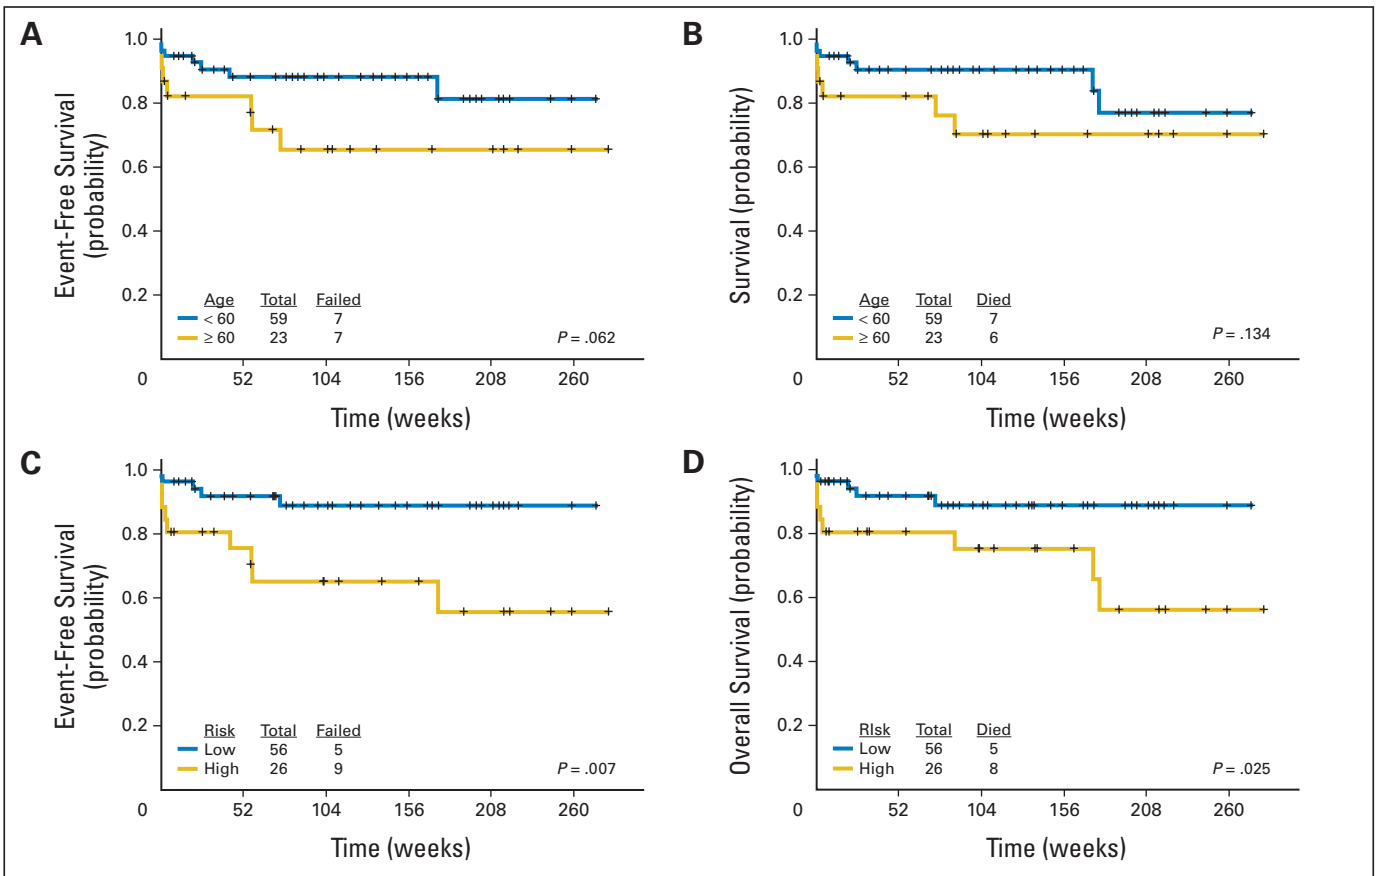 A
Event-Free Survival
(probability)
1.0
0.8
0.6
0.4
0.2
Age Total Failed
< 60 59 7
≥ 60 23 7
P = .062
0 52 104 156 208 260
Time (weeks)
B
Survival (probability)
1.0
0.8
0.6
0.4
0.2
Age Total Died
< 60 59 7
≥ 60 23 6
P = .134
0 52 104 156 208 260
Time (weeks)
C
Event-Free Survival
(probability)
1.0
0.8
0.6
0.4
0.2
Risk Total Failed
Low 56 5
High 26 9
P = .007
0 52 104 156 208 260
Time (weeks)
D
Overall Survival (probability)
1.0
0.8
0.6
0.4
0.2
RIsk Total Died
Low 56 5
High 26 8
P = .025
0 52 104 156 208 260
Time (weeks)